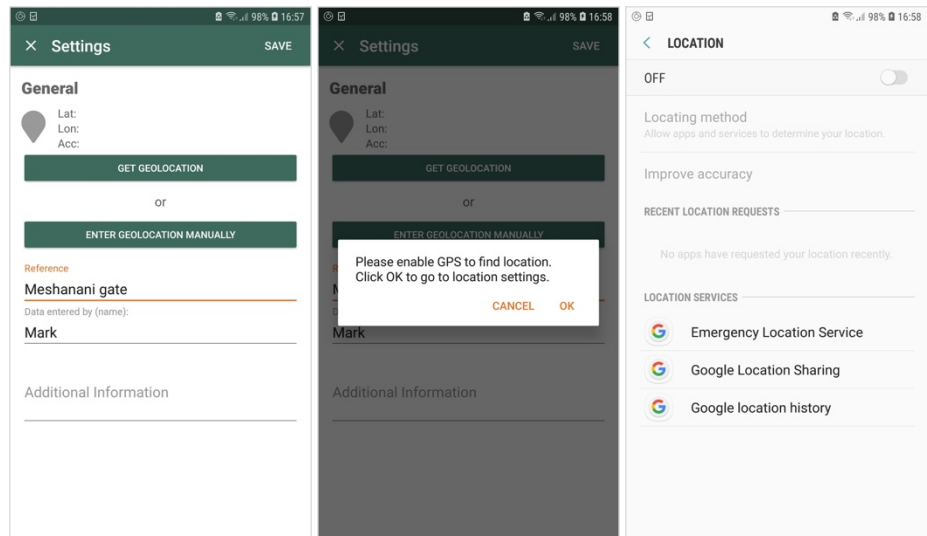 98% 16:57
Settings
SAVE
General
Lat:
Lon:
Acc:
GET GEOLOCATION
or
ENTER GEOLOCATION MANUALLY
Reference
Meshanani gate
Data entered by (name):
Mark
Additional Information
98% 16:58
Settings
SAVE
General
Lat:
Lon:
Acc:
GET GEOLOCATION
or
ENTER GEOLOCATION MANUALLY
Please enable GPS to find location.
Click OK to go to location settings.
CANCEL OK
Mark
Additional Information
98% 16:58
LOCATION
OFF
Locating method
Allow apps and services to determine your location.
Improve accuracy
RECENT LOCATION REQUESTS
No apps have requested your location recently.
LOCATION SERVICES
G Emergency Location Service
G Google Location Sharing
G Google location history